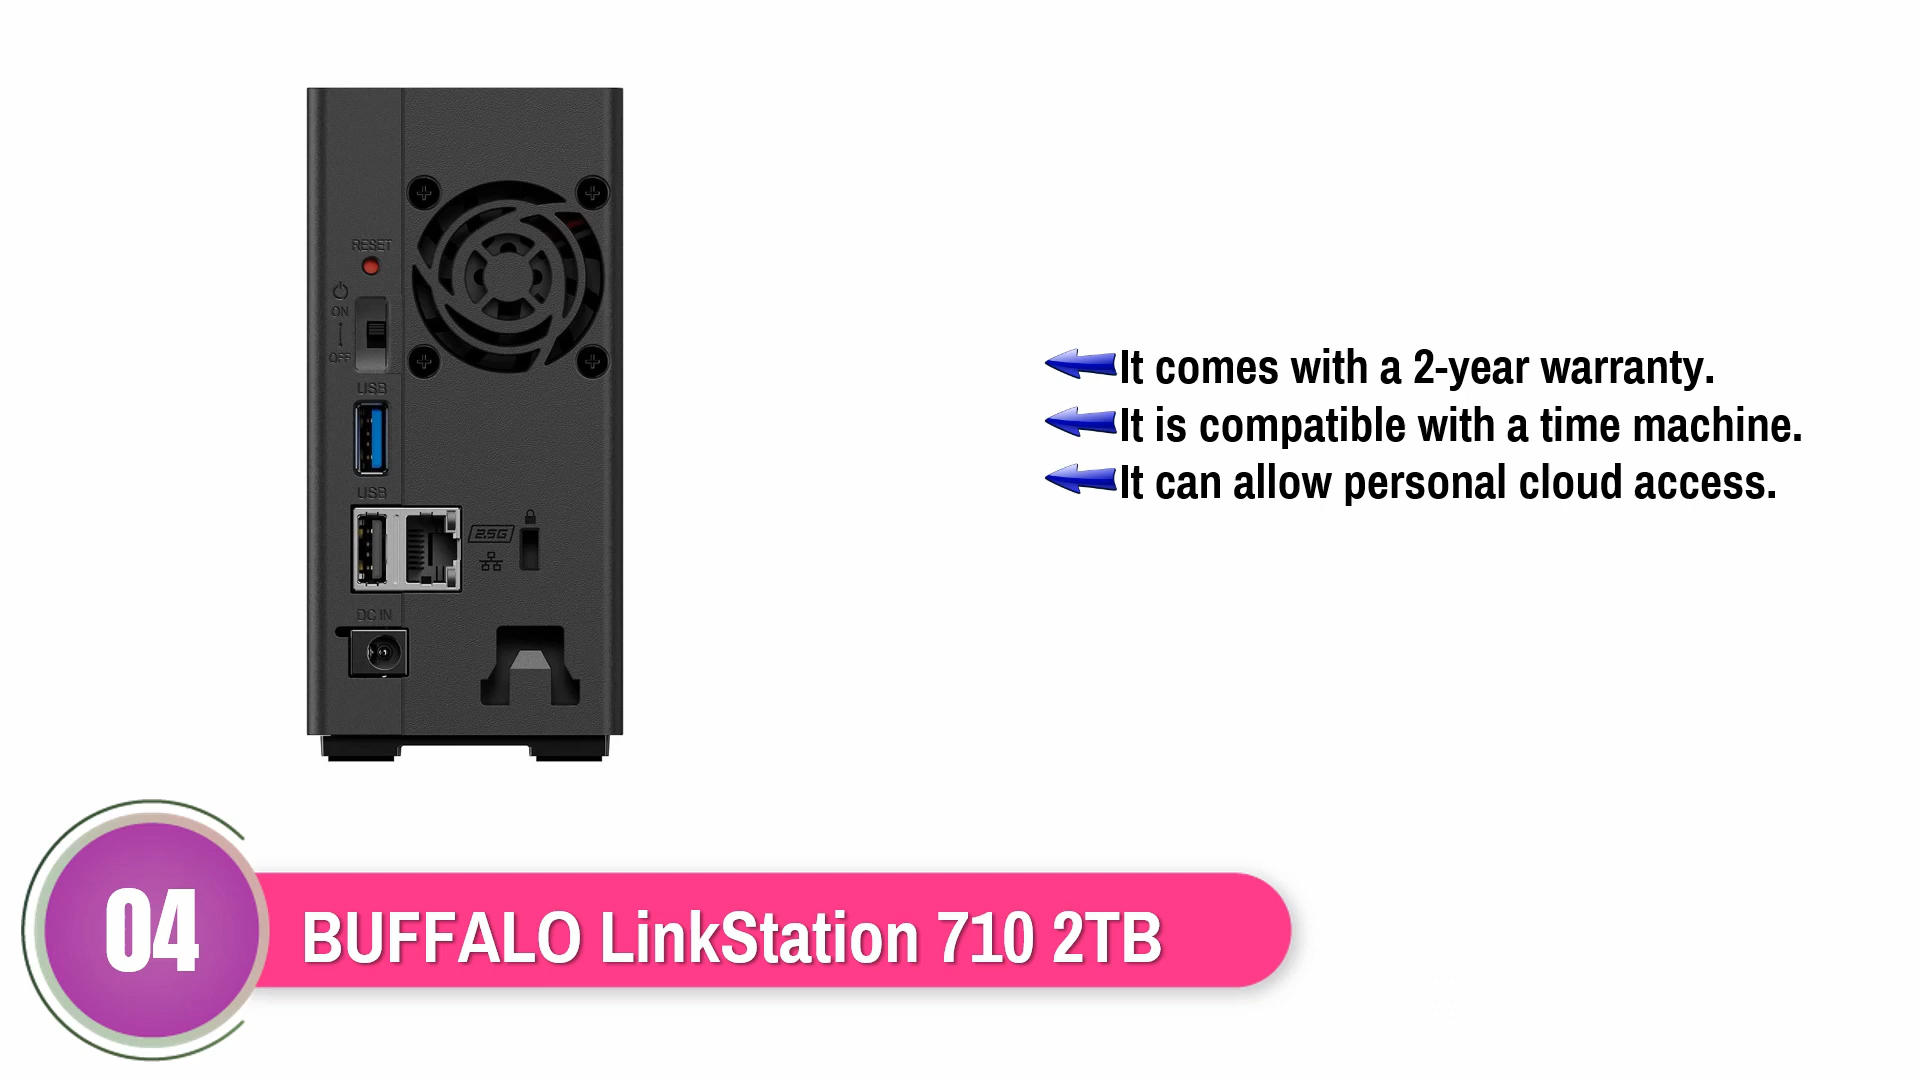 RESET
ON
OFF
USB
USB
2.5G
DC IN
It comes with a 2-year warranty.
It is compatible with a time machine.
It can allow personal cloud access.
04
BUFFALO LinkStation 710 2TB